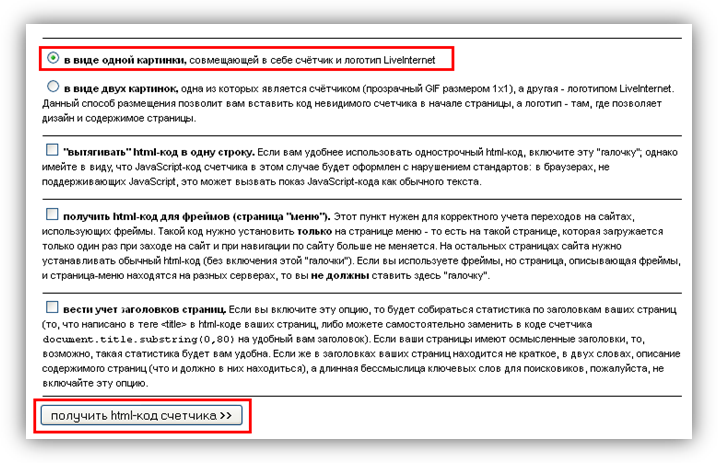 в виде одной картинки, совмещающей в себе счётчик и логотип LiveInternet
в виде двух картинок, одна из которых является счётчиком (прозрачный GIF размером 1x1), а другая - логотипом LiveInternet.
Данный способ размещения позволит вам вставить код невидимого счетчика в начале страницы, а логотип - там, где позволяет
дизайн и содержимое страницы.
"вытягивать" html-код в одну строку. Если вам удобнее использовать однострочный html-код, включите эту "галочку"; однако
имейте в виду, что JavaScript-код счетчика в этом случае будет оформлен с нарушением стандартов: в браузерах, не
поддерживающих JavaScript, это может вызвать показ JavaScript-кода как обычного текста.
получить html-код для фреймов (страница "меню"). Этот пункт нужен для корректного учета переходов на сайтах,
использующих фреймы. Такой код нужно установить только на странице меню - то есть на такой странице, которая загружается
только один раз при заходе на сайт и при навигации по сайту больше не меняется. На остальных страницах сайта нужно
устанавливать обычный html-код (без включения этой "галочки"). Если вы используете фреймы, но страница, описывающая фреймы,
и страница-меню находятся на разных серверах, то вы не должны ставить здесь "галочку".
вести учет заголовков страниц. Если вы включите эту опцию, то будет собираться статистика по заголовкам ваших страниц
(то, что написано в теге <title> в html-коде ваших страниц, либо можете самостоятельно заменить в коде счетчика
document.title.substring(0,80) на удобный вам заголовок). Если ваши страницы имеют осмысленные заголовки, то,
возможно, такая статистика будет вам удобна. Если же в заголовках ваших страниц находится не краткое, в двух словах, описание
содержимого страниц (что и должно в них находиться), а длинная бессмыслица ключевых слов для поисковиков, пожалуйста, не
включайте эту опцию.
получить html-код счетчика >>